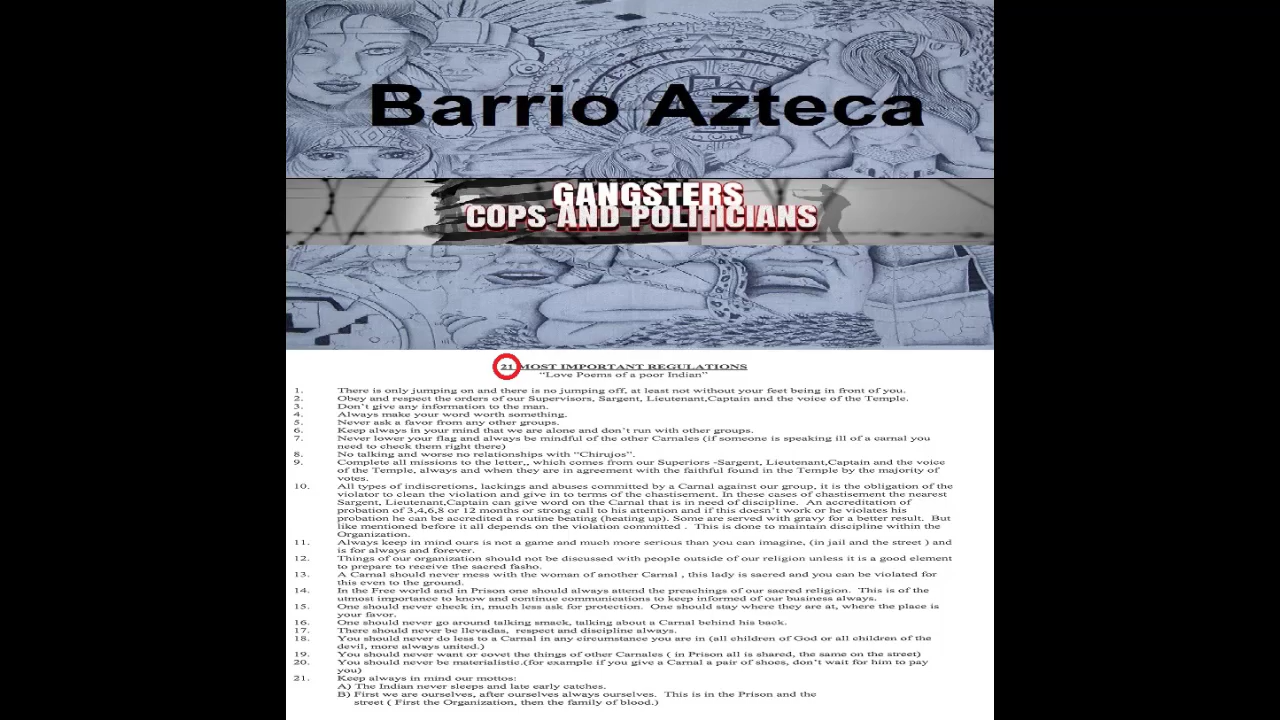 Barrio Azteca
GANGSTERS
COPS AND POLITICIANS
21 MOST IMPORTANT REGULATIONS
“Love Poems of a poor Indian”
1. There is only jumping on and there is no jumping off, at least not without your feet being in front of you.
2. Obey and respect the orders of our Supervisors, Sargent, Lieutenant,Captain and the voice of the Temple.
3. Don’t give any information to the man.
4. Always make your word worth something.
5. Never ask a favor from any other groups.
6. Keep always in your mind that we are alone and don’t run with other groups.
7. Never lower your flag and always be mindful of the other Carnales (if someone is speaking ill of a carnal you
need to check them right there)
8. No talking and worse no relationships with “Chirujos”.
9. Complete all missions to the letter,, which comes from our Superiors -Sargent, Lieutenant,Captain and the voice
of the Temple, always and when they are in agreement with the faithful found in the Temple by the majority of
votes.
10. All types of indiscretions, lackings and abuses committed by a Carnal against our group, it is the obligation of the
violator to clean the violation and give in to terms of the chastisement. In these cases of chastisement the nearest
Sargent, Lieutenant,Captain can give word on the Carnal that is in need of discipline. An accreditation of
probation of 3,4,6,8 or 12 months or strong call to his attention and if this doesn’t work or he violates his
probation he can be accredited a routine beating (heating up). Some are served with gravy for a better result. But
like mentioned before it all depends on the violation committed . This is done to maintain discipline within the
Organization.
11. Always keep in mind ours is not a game and much more serious than you can imagine, (in jail and the street ) and
is for always and forever.
12. Things of our organization should not be discussed with people outside of our religion unless it is a good element
to prepare to receive the sacred fasho.
13. A Carnal should never mess with the woman of another Carnal , this lady is sacred and you can be violated for
this even to the ground.
14. In the Free world and in Prison one should always attend the preachings of our sacred religion. This is of the
utmost importance to know and continue communications to keep informed of our business always.
15. One should never check in, much less ask for protection. One should stay where they are at, where the place is
your favor.
16. One should never go around talking smack, talking about a Carnal behind his back.
17. There should never be llevadas, respect and discipline always.
18. You should never do less to a Carnal in any circumstance you are in (all children of God or all children of the
devil, more always united.)
19. You should never want or covet the things of other Carnales ( in Prison all is shared, the same on the street)
20. You should never be materialistic.(for example if you give a Carnal a pair of shoes, don’t wait for him to pay
you)
21. Keep always in mind our mottos:
A) The Indian never sleeps and late early catches.
B) First we are ourselves, after ourselves always ourselves. This is in the Prison and the
street ( First the Organization, then the family of blood.)